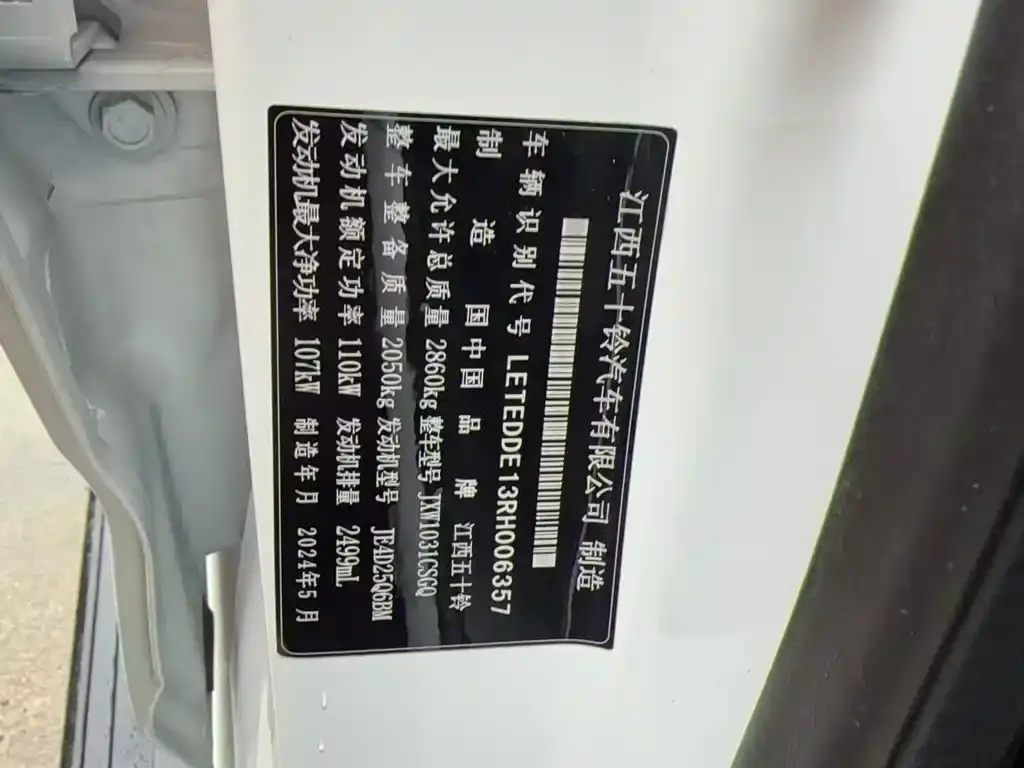 江西五十铃汽车有限公司 制造
车辆识别代号 LETEDDE13RH006357
制造国 中国 品牌 江西五十铃
最大允许总质量 2860kg 整车型号 JXW1031CSGQ
整车整备质量 2050kg 发动机型号 JE4D25Q6BM
发动机额定功率 110kW 发动机排量 2499mL
发动机最大净功率 107kW 制造年月 2024年5月